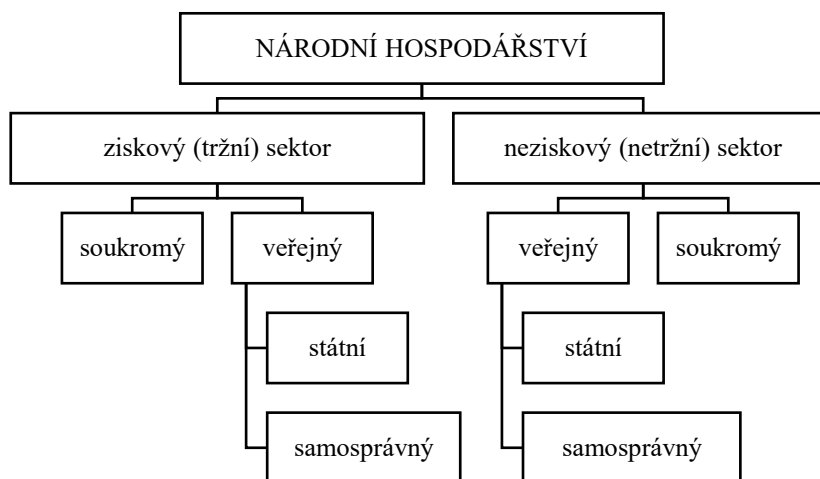 NÁRODNÍ HOSPODÁŘSTVÍ
ziskový (tržní) sektor
neziskový (netržní) sektor
soukromý
veřejný
veřejný
soukromý
státní
státní
samosprávný
samosprávný